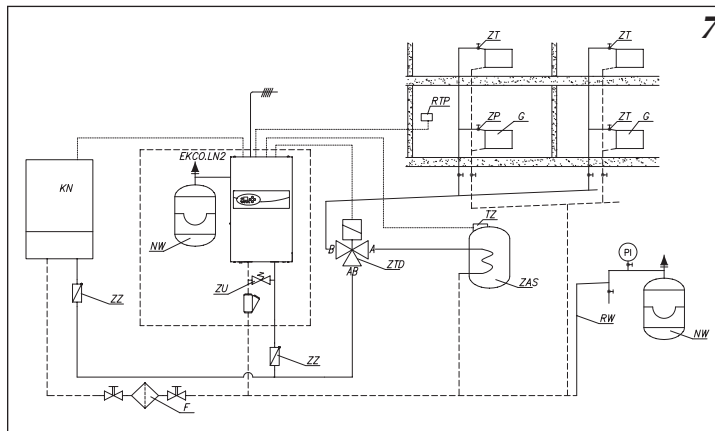 7
ZT
ZT
RTP
ZP
G
ZT
G
EKCO.LN2
KN
NW
TZ
B
A
AB
ZTD
ZAS
PI
ZU
ZZ
RW
NW
ZZ
F